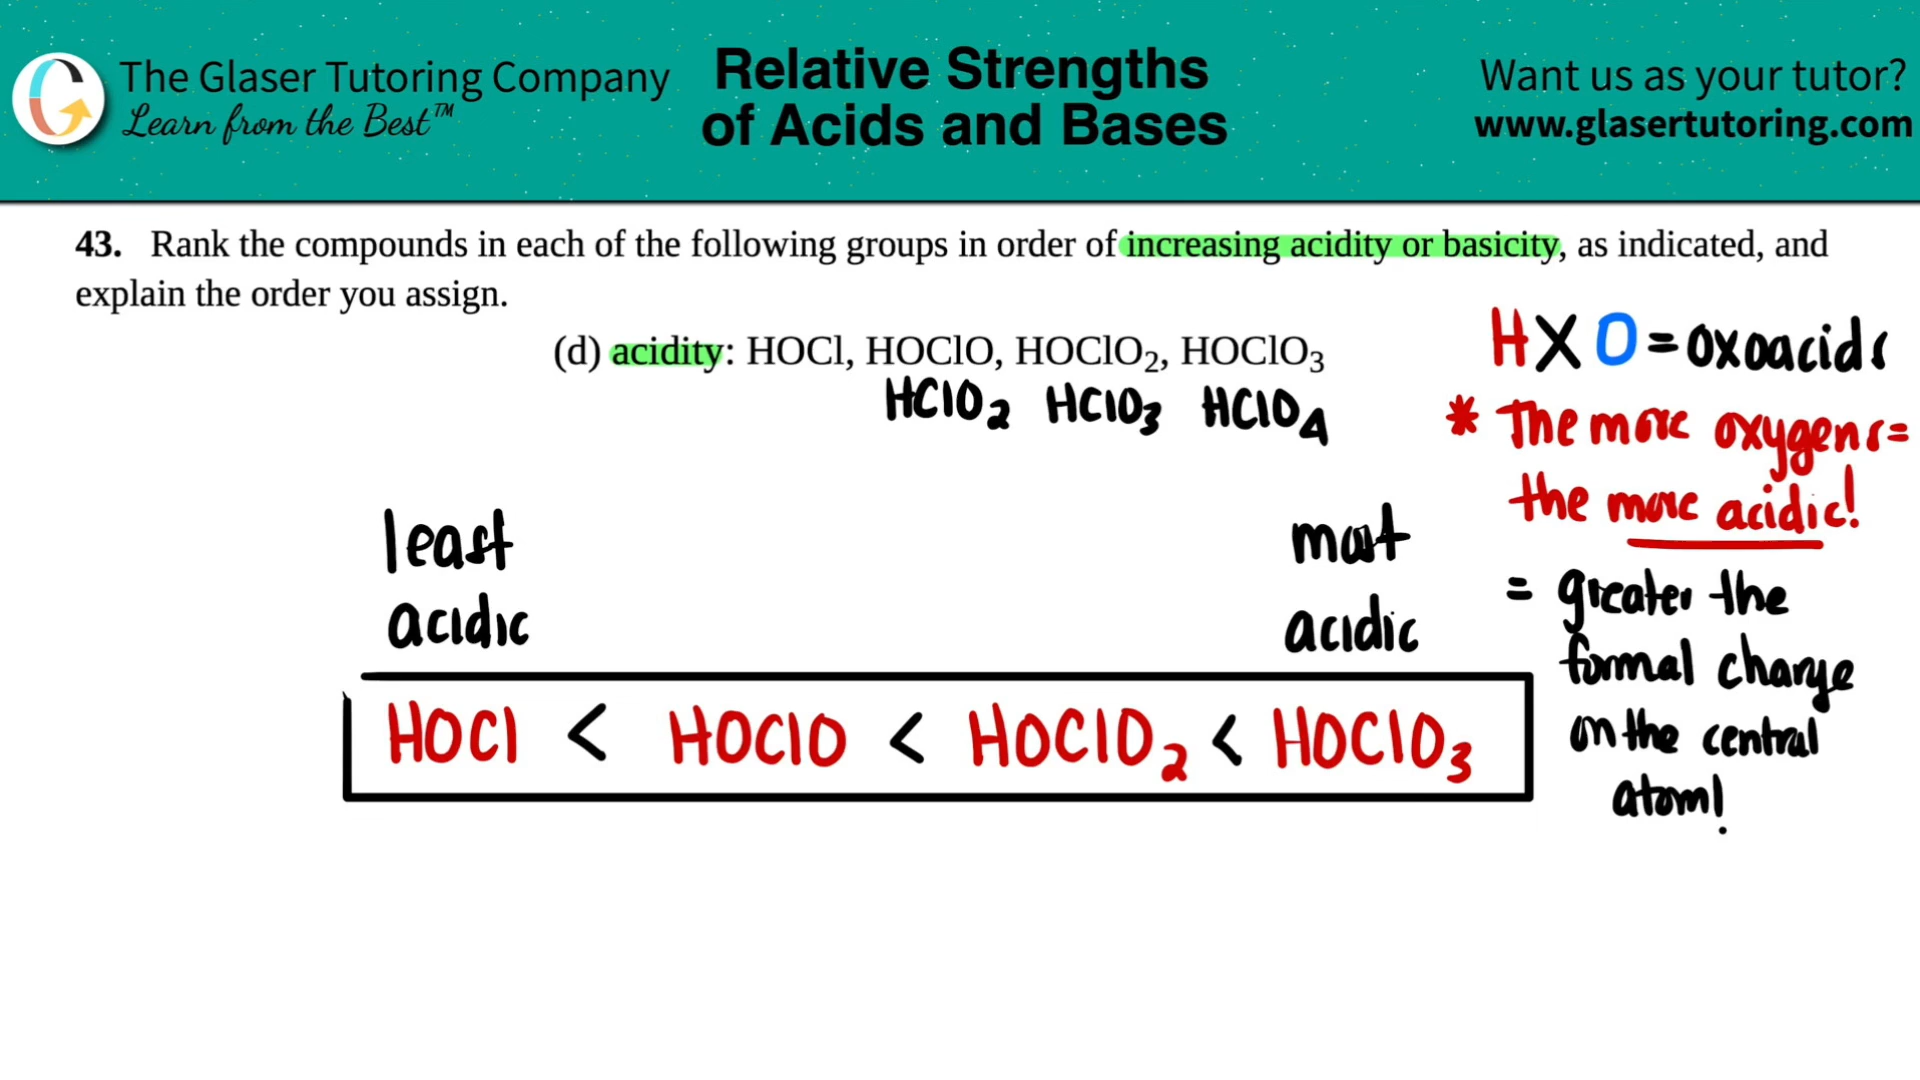 The Glaser Tutoring Company
Learn from the Best™
Relative Strengths
of Acids and Bases
Want us as your tutor?
www.glasertutoring.com
43. Rank the compounds in each of the following groups in order of increasing acidity or basicity, as indicated, and
explain the order you assign.
(d) acidity: HOCl, HOClO, HOClO₂, HOClO₃
HClO₂ HClO₃ HClO₄
HXO = oxoacids
* The more oxygens =
the more acidic!
= greater the
formal charge
on the central
atom!
least
acidic
most
acidic
HOCl < HOClO < HOClO₂ < HOClO₃